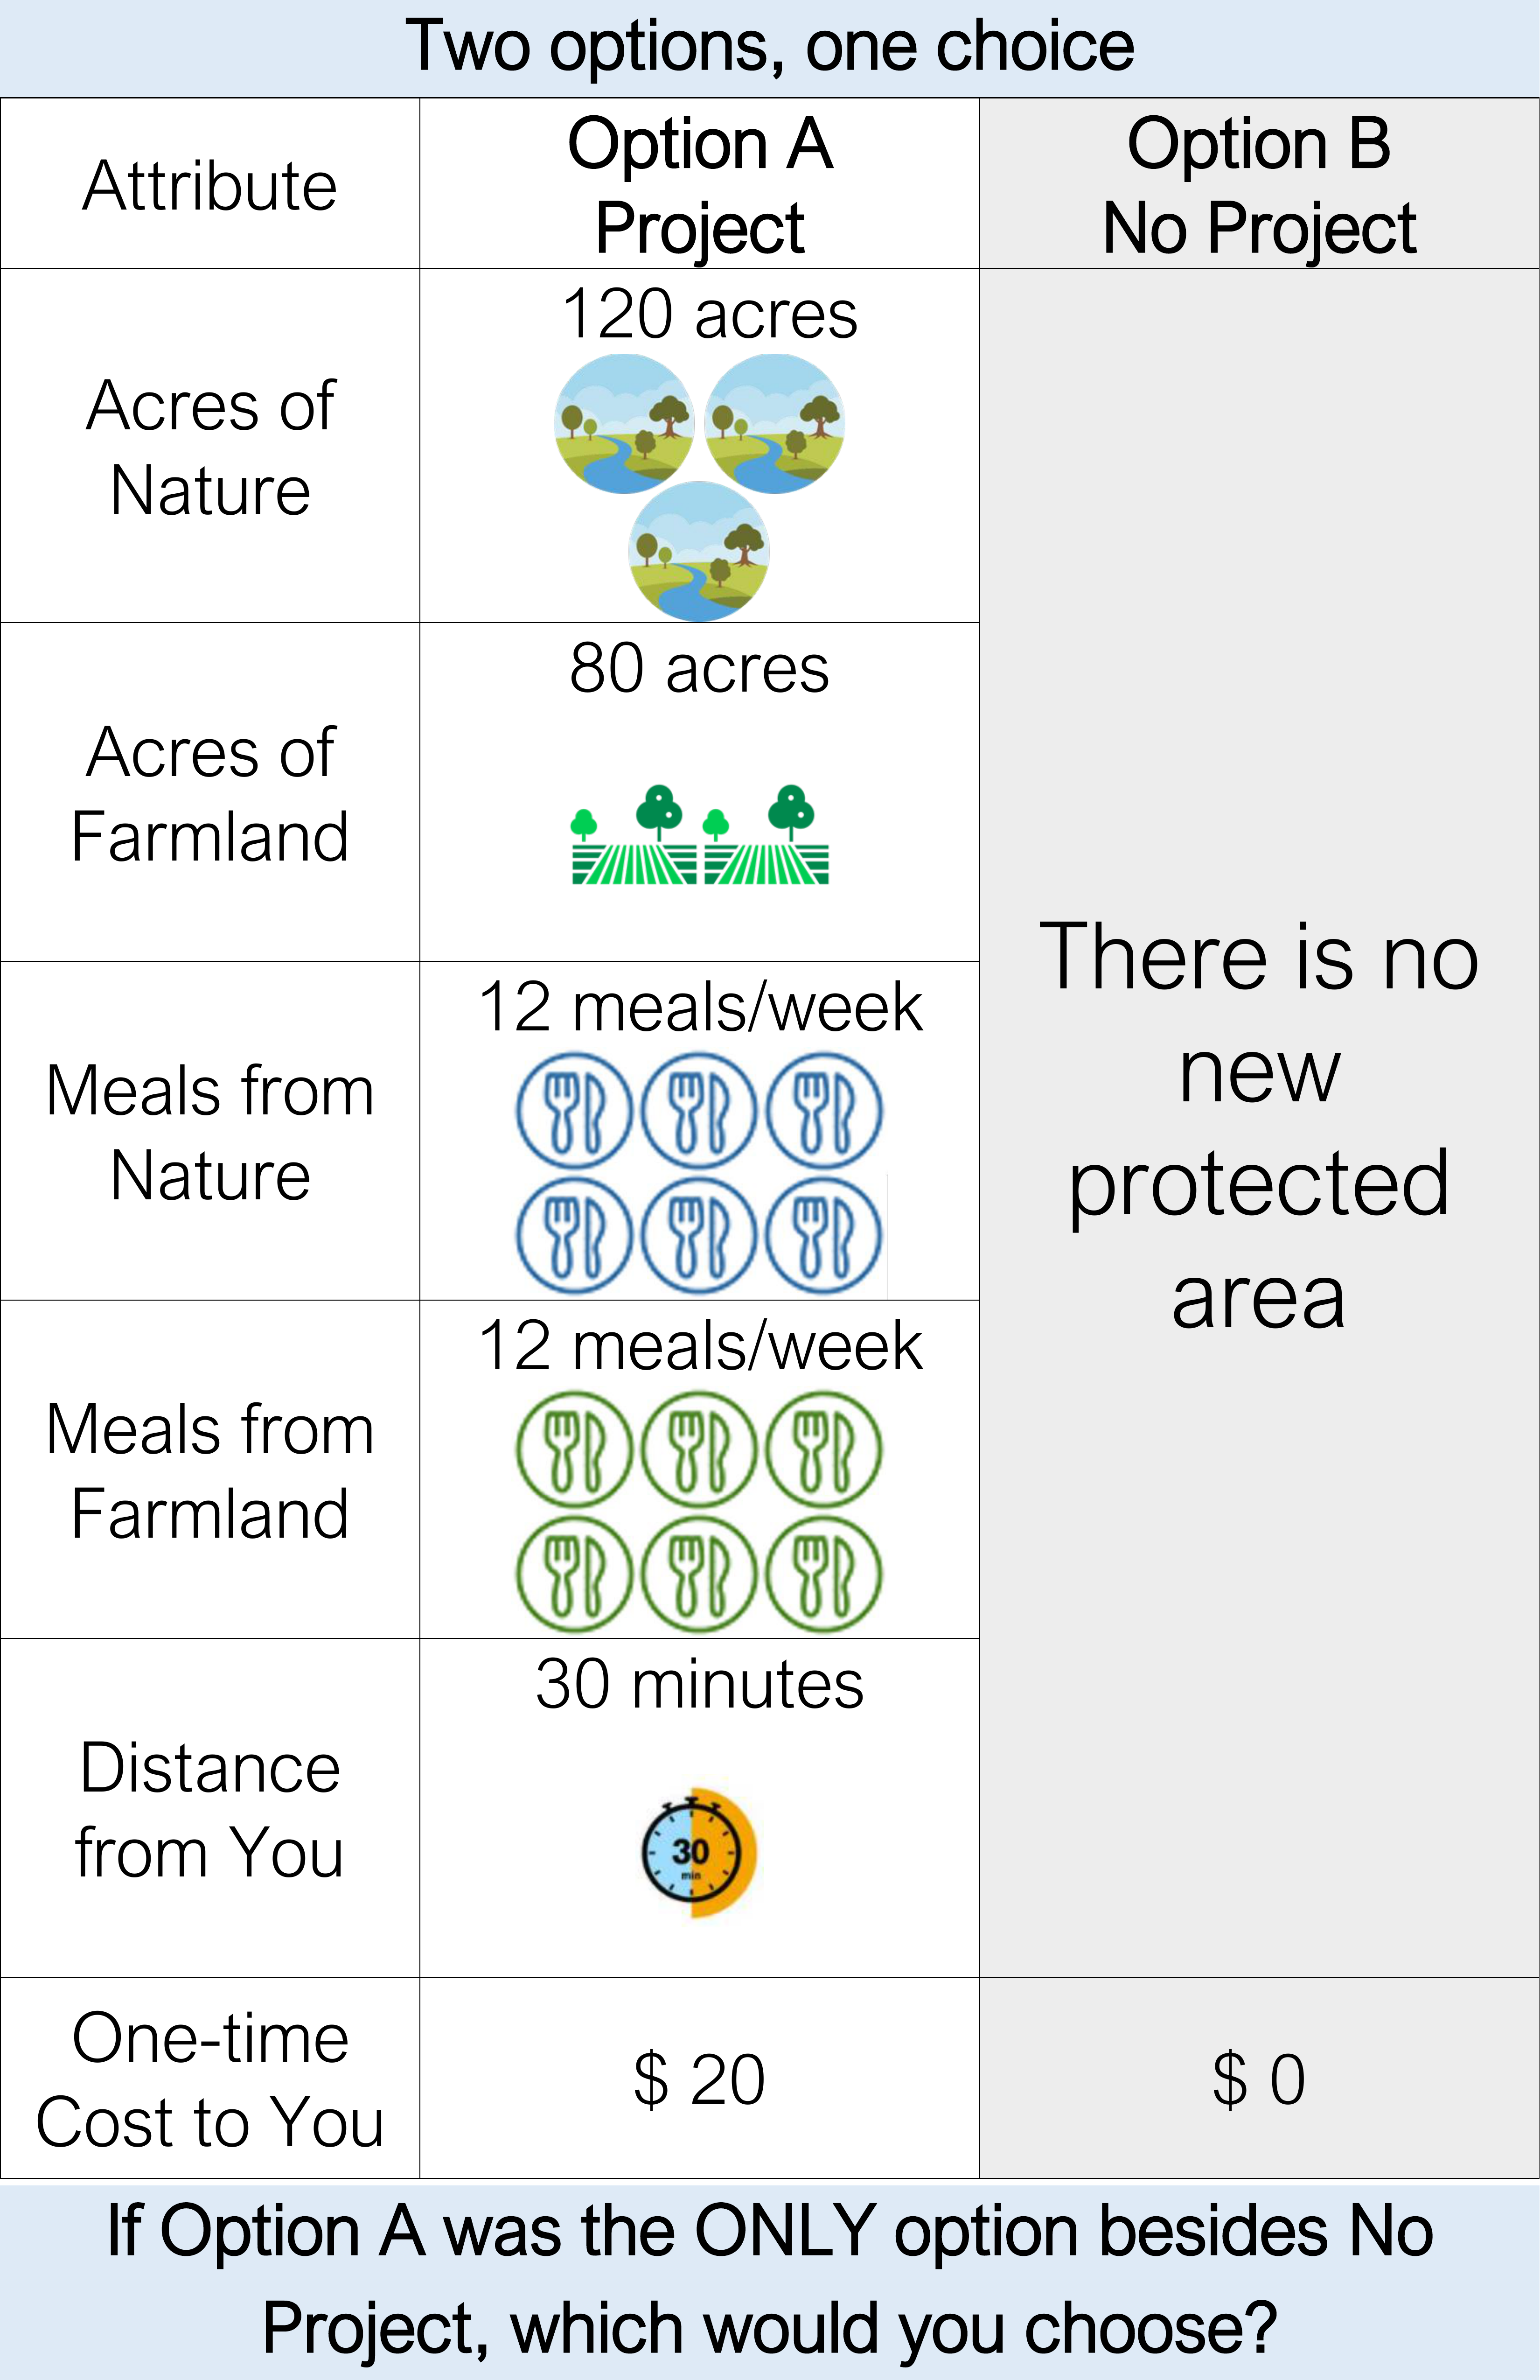 Two options, one choice
Attribute
Option A
Project
Option B
No Project
Acres of
Nature
120 acres
Acres of
Farmland
80 acres
Meals from
Nature
12 meals/week
Meals from
Farmland
12 meals/week
Distance
from You
30 minutes
30
min
There is no
new
protected
area
One-time
Cost to You
$ 20
$ 0
If Option A was the ONLY option besides No
Project, which would you choose?